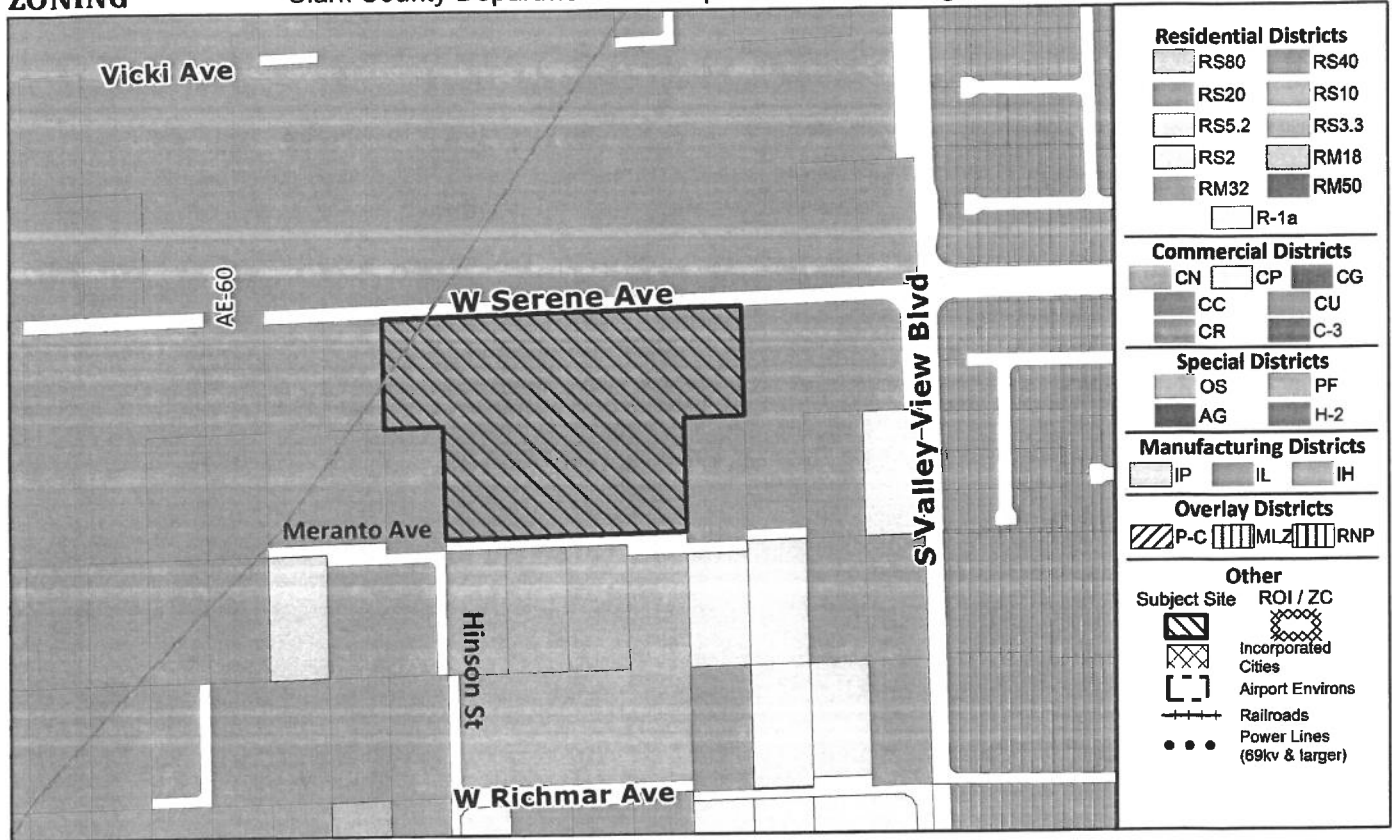 ZONING
Vicki Ave
AE-60
W Serene Ave
S Valley View Blvd
Meranto Ave
Hinson St
W Richmar Ave
Residential Districts
RS80 RS40
RS20 RS10
RS5.2 RS3.3
RS2 RM18
RM32 RM50
R-1a
Commercial Districts
CN CP CG
CC CU
CR C-3
Special Districts
OS PF
AG H-2
Manufacturing Districts
IP IL IH
Overlay Districts
P-C MLZ RNP
Other
Subject Site ROI / ZC
Incorporated
Cities
Airport Environs
Railroads
Power Lines
(69kv & larger)